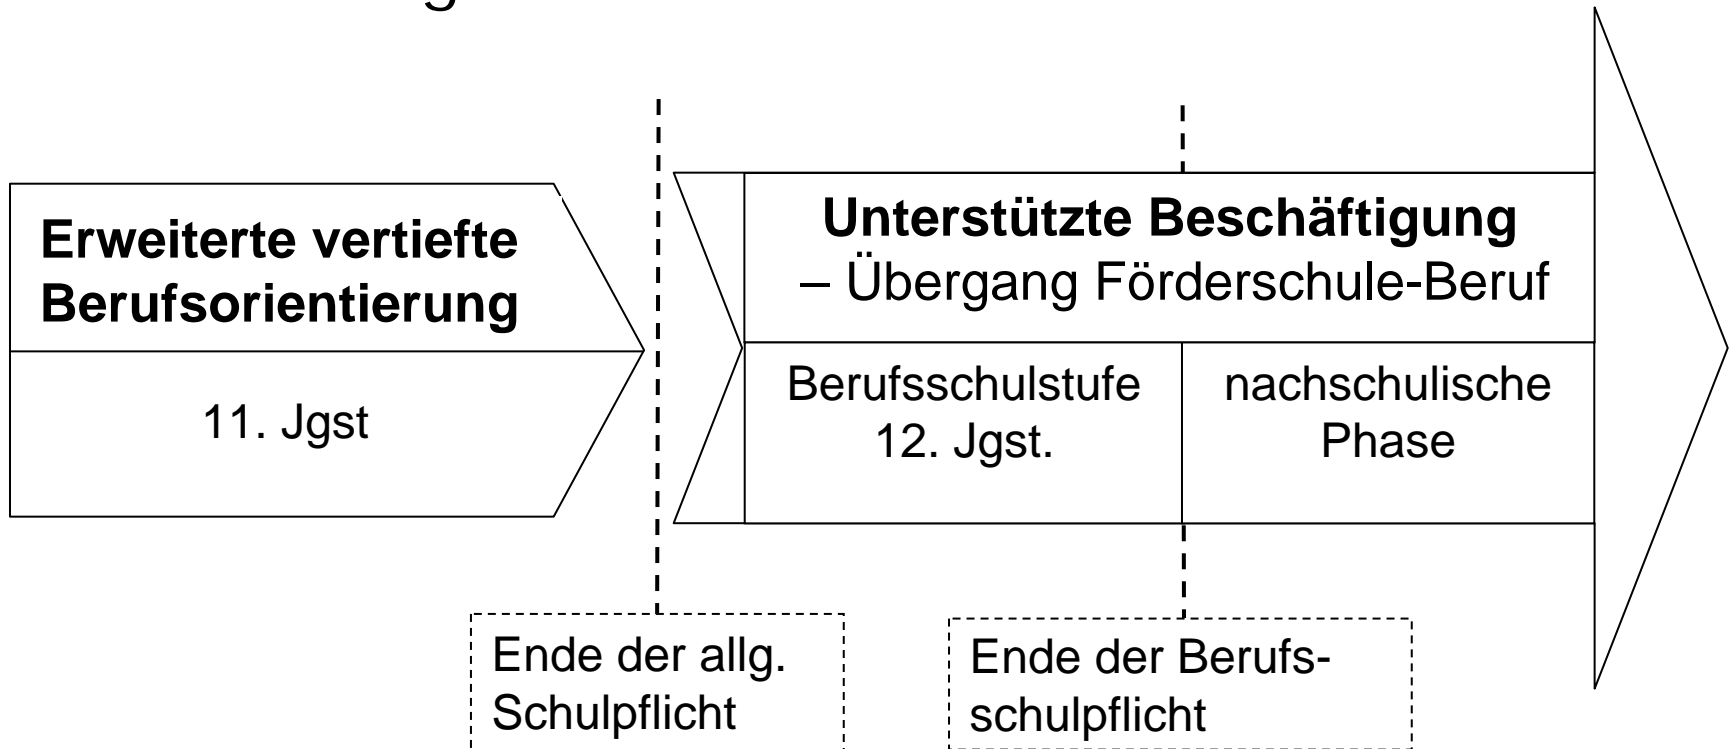 Erweiterte vertiefte
Berufsorientierung
11. Jgst
Unterstützte Beschäftigung
– Übergang Förderschule-Beruf
Berufsschulstufe
12. Jgst.
nachschulische
Phase
Ende der allg.
Schulpflicht
Ende der Berufs-
schulpflicht